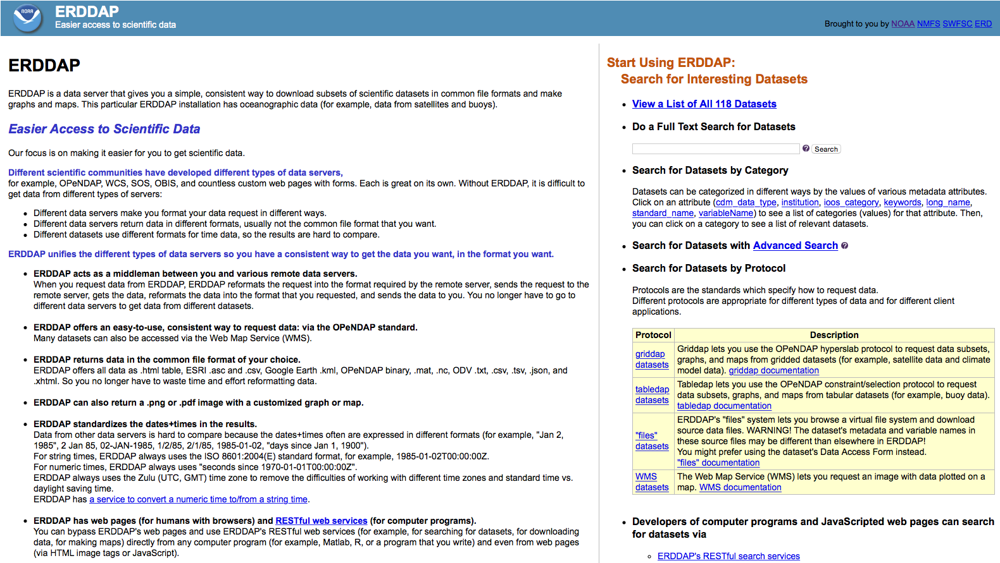 NOAA
ERDDAP
Easier access to scientific data
Brought to you by NOAA NMFS SWFSC ERD
ERDDAP
ERDDAP is a data server that gives you a simple, consistent way to download subsets of scientific datasets in common file formats and make
graphs and maps. This particular ERDDAP installation has oceanographic data (for example, data from satellites and buoys).
Easier Access to Scientific Data
Our focus is on making it easier for you to get scientific data.
Different scientific communities have developed different types of data servers,
for example, OPeNDAP, WCS, SOS, OBIS, and countless custom web pages with forms. Each is great on its own. Without ERDDAP, it is difficult to
get data from different types of servers:
• Different data servers make you format your data request in different ways.
• Different data servers return data in different formats, usually not the common file format that you want.
• Different datasets use different formats for time data, so the results are hard to compare.
ERDDAP unifies the different types of data servers so you have a consistent way to get the data you want, in the format you want.
• ERDDAP acts as a middleman between you and various remote data servers.
When you request data from ERDDAP, ERDDAP reformats the request into the format required by the remote server, sends the request to the
remote server, gets the data, reformats the data into the format that you requested, and sends the data to you. You no longer have to go to
different data servers to get data from different datasets.
• ERDDAP offers an easy-to-use, consistent way to request data: via the OPeNDAP standard.
Many datasets can also be accessed via the Web Map Service (WMS).
• ERDDAP returns data in the common file format of your choice.
ERDDAP offers all data as .html table, ESRI .asc and .csv, Google Earth .kml, OPeNDAP binary, .mat, .nc, ODV .txt, .csv, .tsv, .json, and
.xhtml. So you no longer have to waste time and effort reformatting data.
• ERDDAP can also return a .png or .pdf image with a customized graph or map.
• ERDDAP standardizes the dates+times in the results.
Data from other data servers is hard to compare because the dates+times often are expressed in different formats (for example, "Jan 2,
1985", 2 Jan 85, 02-JAN-1985, 1/2/85, 2/1/85, 1985-01-02, "days since Jan 1, 1900").
For string times, ERDDAP always uses the ISO 8601:2004(E) standard format, for example, 1985-01-02T00:00:00Z.
For numeric times, ERDDAP always uses "seconds since 1970-01-01T00:00:00Z".
ERDDAP always uses the Zulu (UTC, GMT) time zone to remove the difficulties of working with different time zones and standard time vs.
daylight saving time.
ERDDAP has a service to convert a numeric time to/from a string time.
• ERDDAP has web pages (for humans with browsers) and RESTful web services (for computer programs).
You can bypass ERDDAP's web pages and use ERDDAP's RESTful web services (for example, for searching for datasets, for downloading
data, for making maps) directly from any computer program (for example, Matlab, R, or a program that you write) and even from web pages
(via HTML image tags or JavaScript).
Start Using ERDDAP:
Search for Interesting Datasets
• View a List of All 118 Datasets
• Do a Full Text Search for Datasets
? Search
• Search for Datasets by Category
Datasets can be categorized in different ways by the values of various metadata attributes.
Click on an attribute (cdm_data_type, institution, ioos_category, keywords, long_name,
standard_name, variableName) to see a list of categories (values) for that attribute. Then,
you can click on a category to see a list of relevant datasets.
• Search for Datasets with Advanced Search ?
• Search for Datasets by Protocol
Protocols are the standards which specify how to request data.
Different protocols are appropriate for different types of data and for different client
applications.
Protocol Description
griddap
datasets
Griddap lets you use the OPeNDAP hyperslab protocol to request data subsets,
graphs, and maps from gridded datasets (for example, satellite data and climate
model data). griddap documentation
tabledap
datasets
Tabledap lets you use the OPeNDAP constraint/selection protocol to request
data subsets, graphs, and maps from tabular datasets (for example, buoy data).
tabledap documentation
"files"
datasets
ERDDAP's "files" system lets you browse a virtual file system and download
source data files. WARNING! The dataset's metadata and variable names in
these source files may be different than elsewhere in ERDDAP!
You might prefer using the dataset's Data Access Form instead.
"files" documentation
WMS
datasets
The Web Map Service (WMS) lets you request an image with data plotted on a
map. WMS documentation
• Developers of computer programs and JavaScripted web pages can search
for datasets via
◦ ERDDAP's RESTful search services